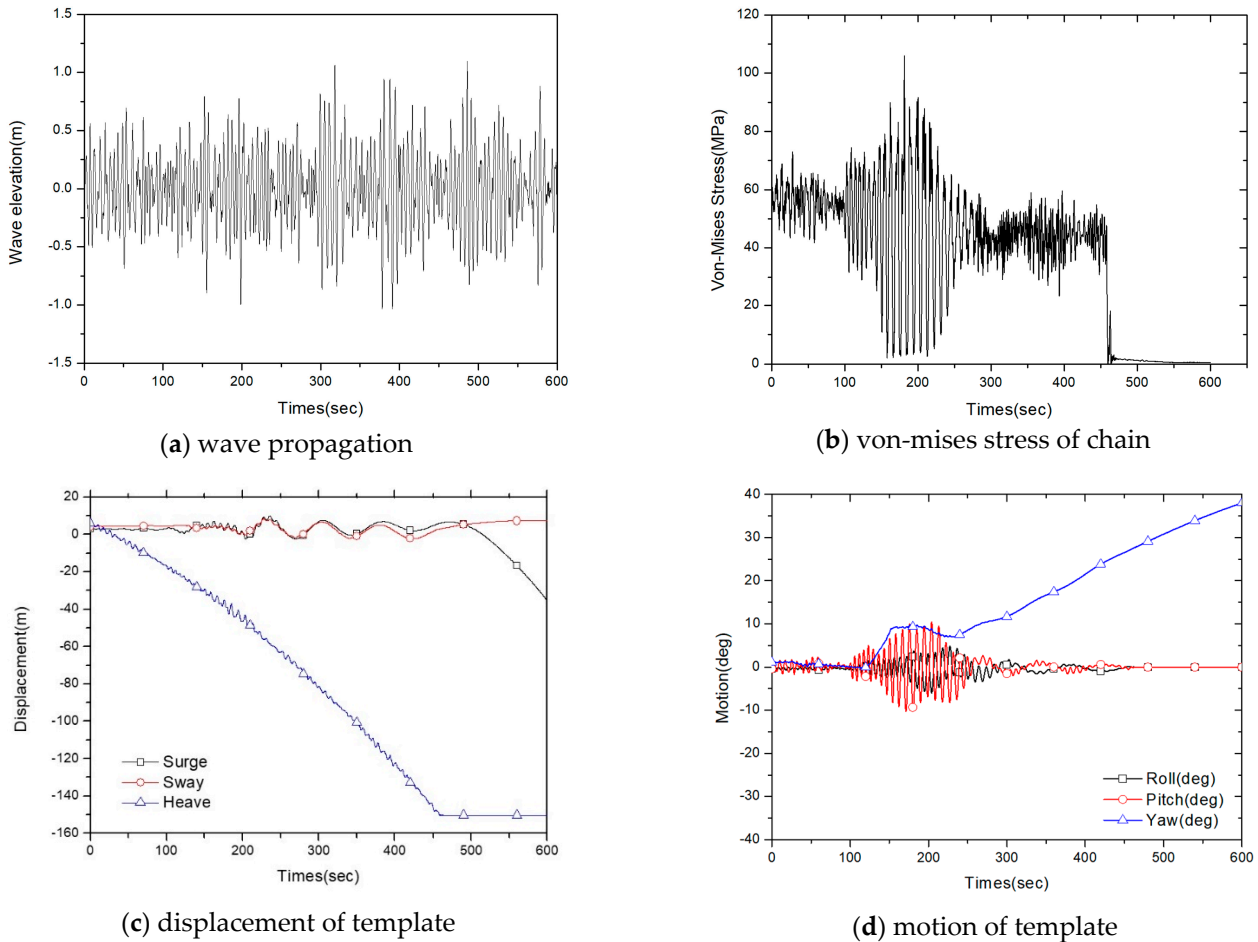 1.5
1.0
0.5
0.0
-0.5
-1.0
-1.5
Wave elevation(m)
0 100 200 300 400 500 600
Times(sec)
(a) wave propagation
120
100
80
60
40
20
0
Von-Mises Stress(MPa)
0 100 200 300 400 500 600
Times(sec)
(b) von-mises stress of chain
20
0
-20
-40
-60
-80
-100
-120
-140
-160
Displacement(m)
Surge
Sway
Heave
0 100 200 300 400 500 600
Times(sec)
(c) displacement of template
40
30
20
10
0
-10
-20
-30
-40
Motion(deg)
Roll(deg)
Pitch(deg)
Yaw(deg)
0 100 200 300 400 500 600
Times(sec)
(d) motion of template